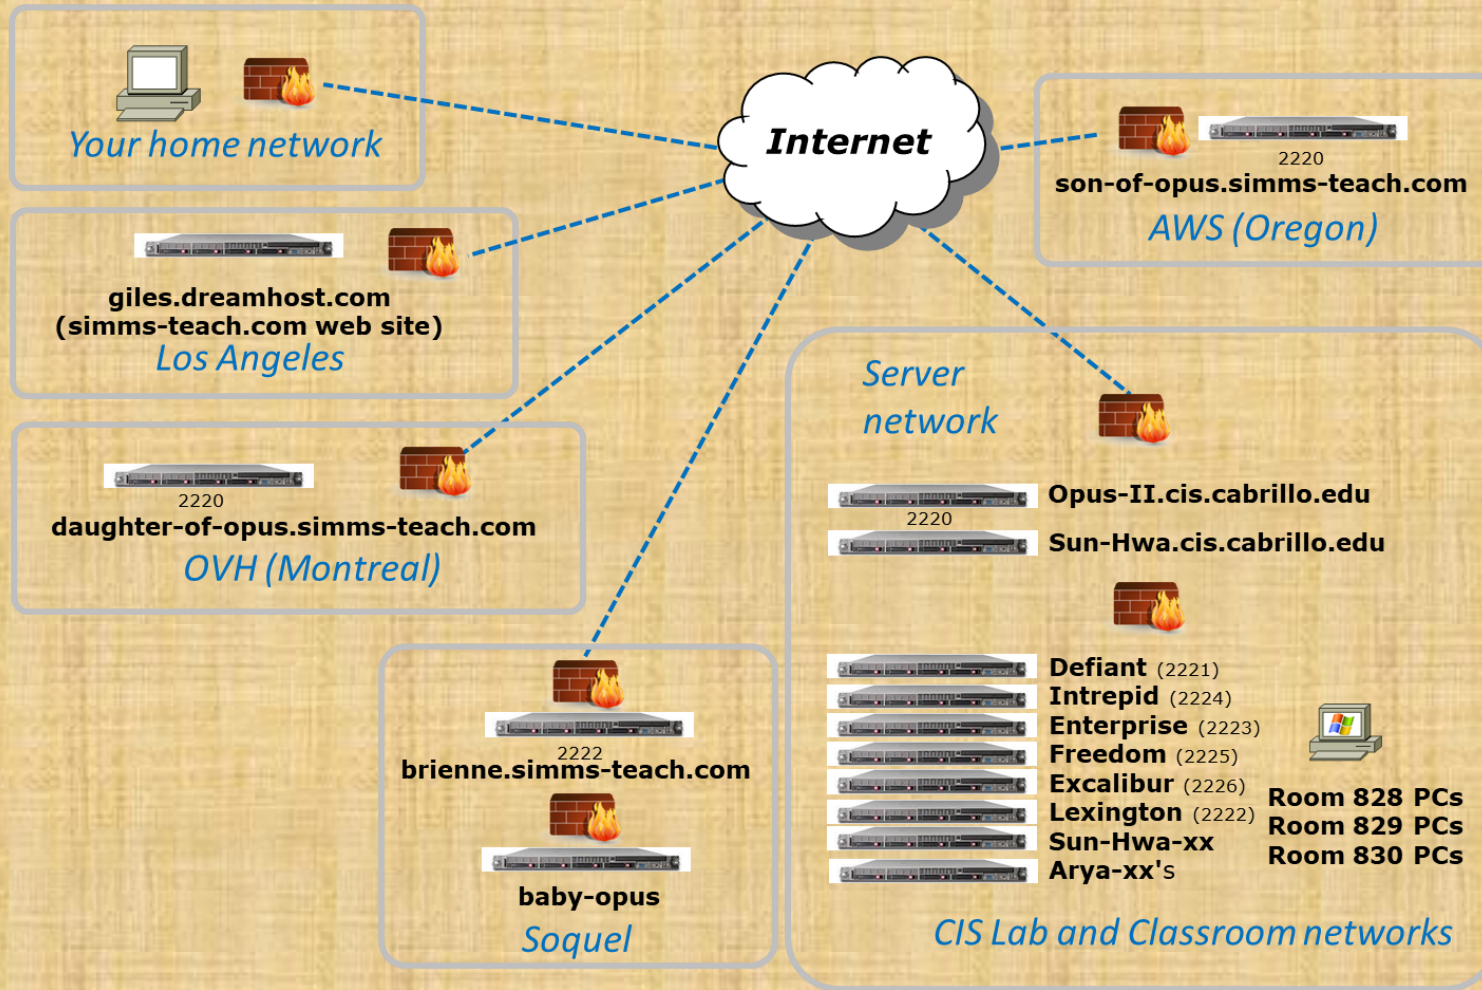 Your home network
Internet
2220
son-of-opus.simms-teach.com
AWS (Oregon)
giles.dreamhost.com
(simms-teach.com web site)
Los Angeles
2220
daughter-of-opus.simms-teach.com
OVH (Montreal)
2222
brienne.simms-teach.com
baby-opus
Soquel
Server
network
Opus-II.cis.cabrillo.edu
2220
Sun-Hwa.cis.cabrillo.edu
Defiant (2221)
Intrepid (2224)
Enterprise (2223)
Freedom (2225)
Excalibur (2226)
Lexington (2222)
Sun-Hwa-xx
Arya-xx's
Room 828 PCs
Room 829 PCs
Room 830 PCs
CIS Lab and Classroom networks